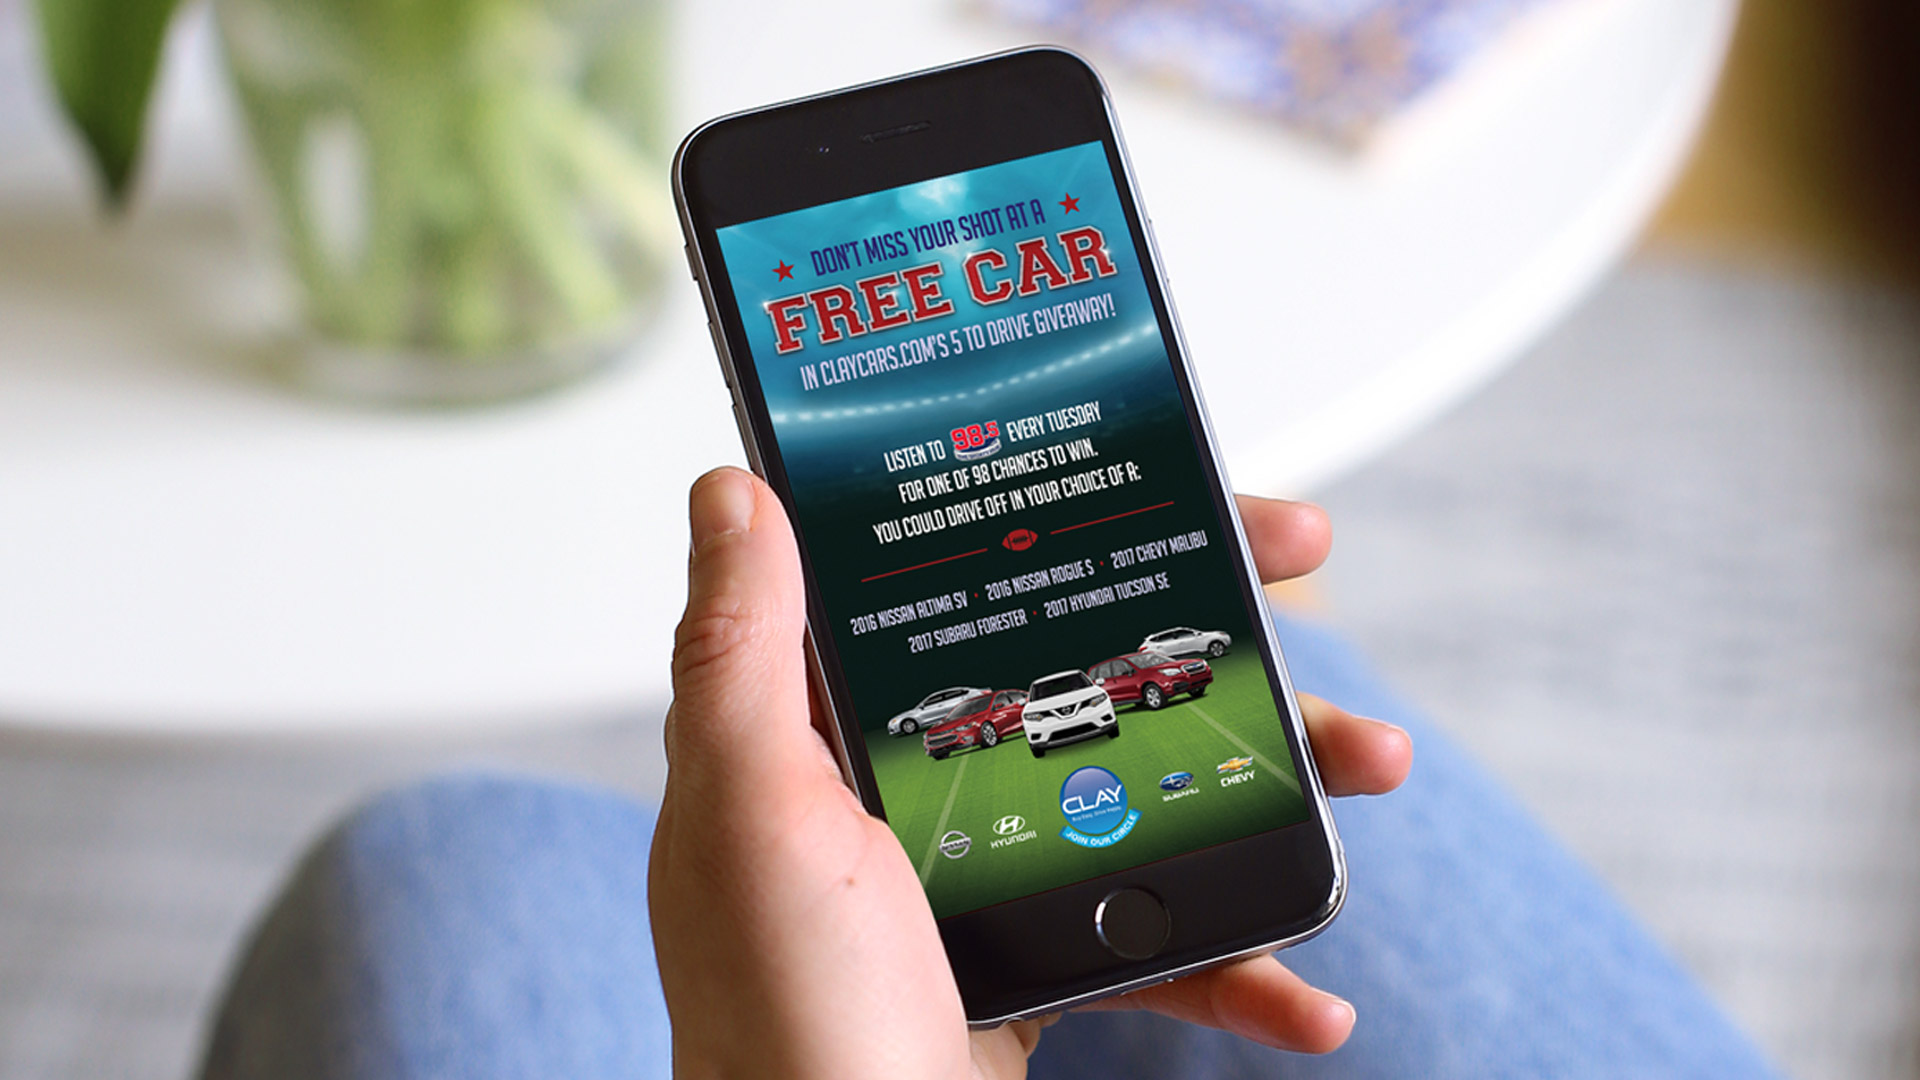 DON'T MISS YOUR SHOT AT A
FREE CAR
IN CLAYCARS.COM'S 5 TO DRIVE GIVEAWAY!
LISTEN TO 98.5 EVERY TUESDAY
FOR ONE OF 98 CHANCES TO WIN.
YOU COULD DRIVE OFF IN YOUR CHOICE OF A:
2016 NISSAN ALTIMA SV · 2016 NISSAN ROGUE S · 2017 CHEVY MALIBU
2017 SUBARU FORESTER · 2017 HYUNDAI TUCSON SE
NISSAN
HYUNDAI
CLAY
Buy Easy. Drive Happy.
JOIN OUR CIRCLE
SUBARU
CHEVY